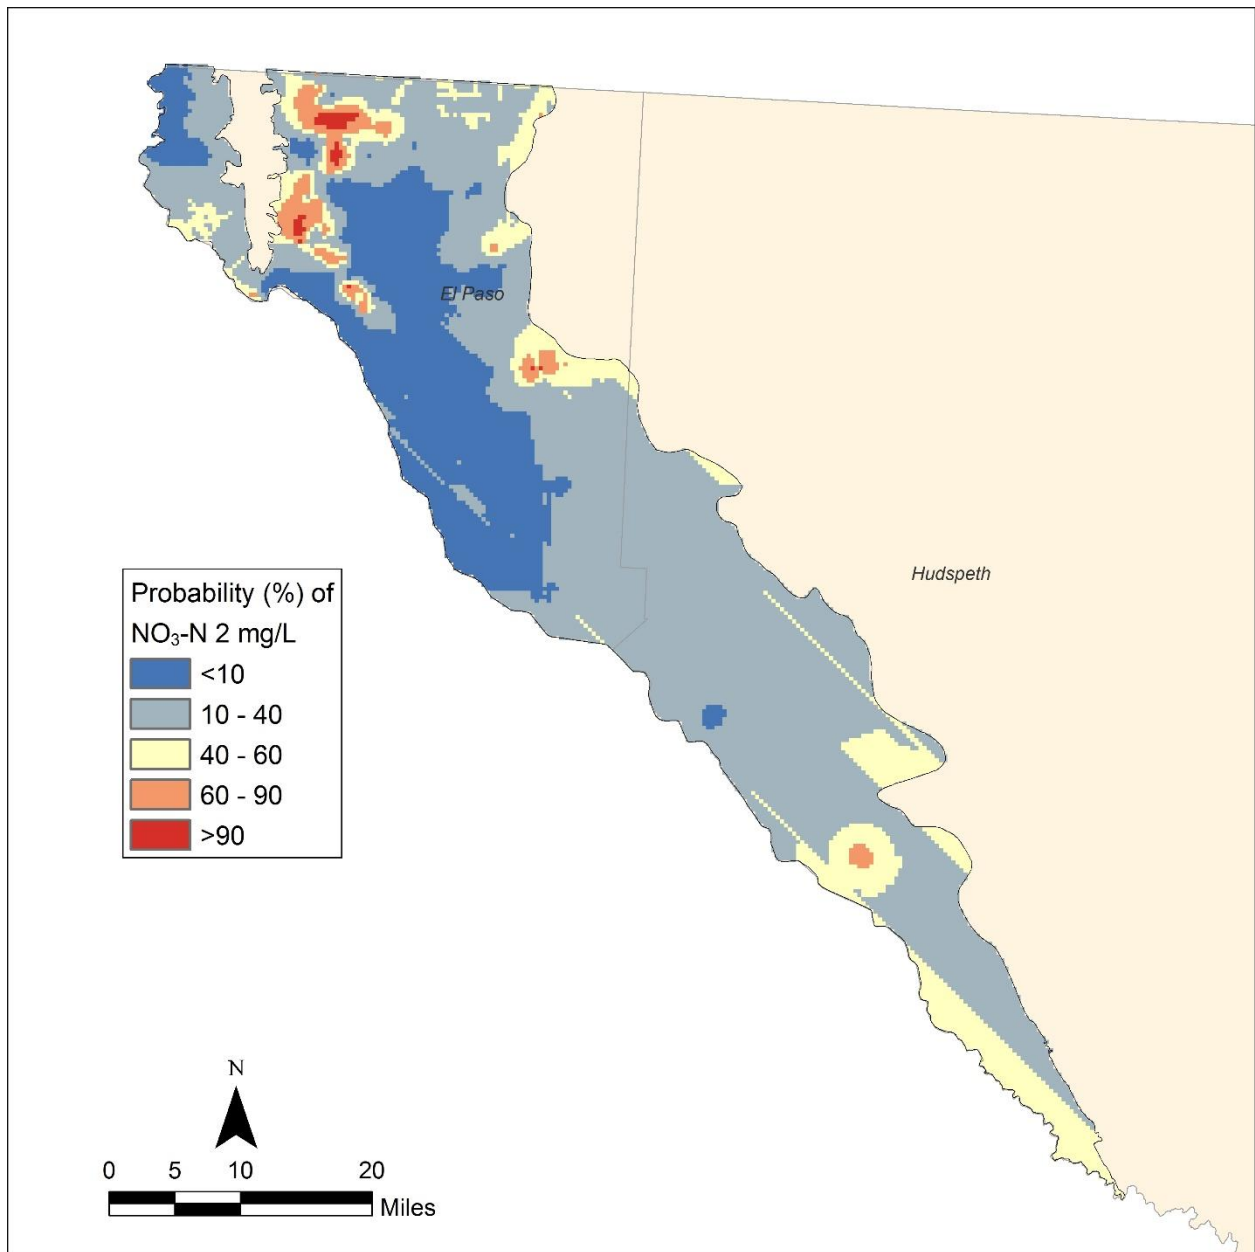 El Paso
Hudspeth
Probability (%) of
NO₃-N 2 mg/L
<10
10 - 40
40 - 60
60 - 90
>90
N
0 5 10 20
Miles